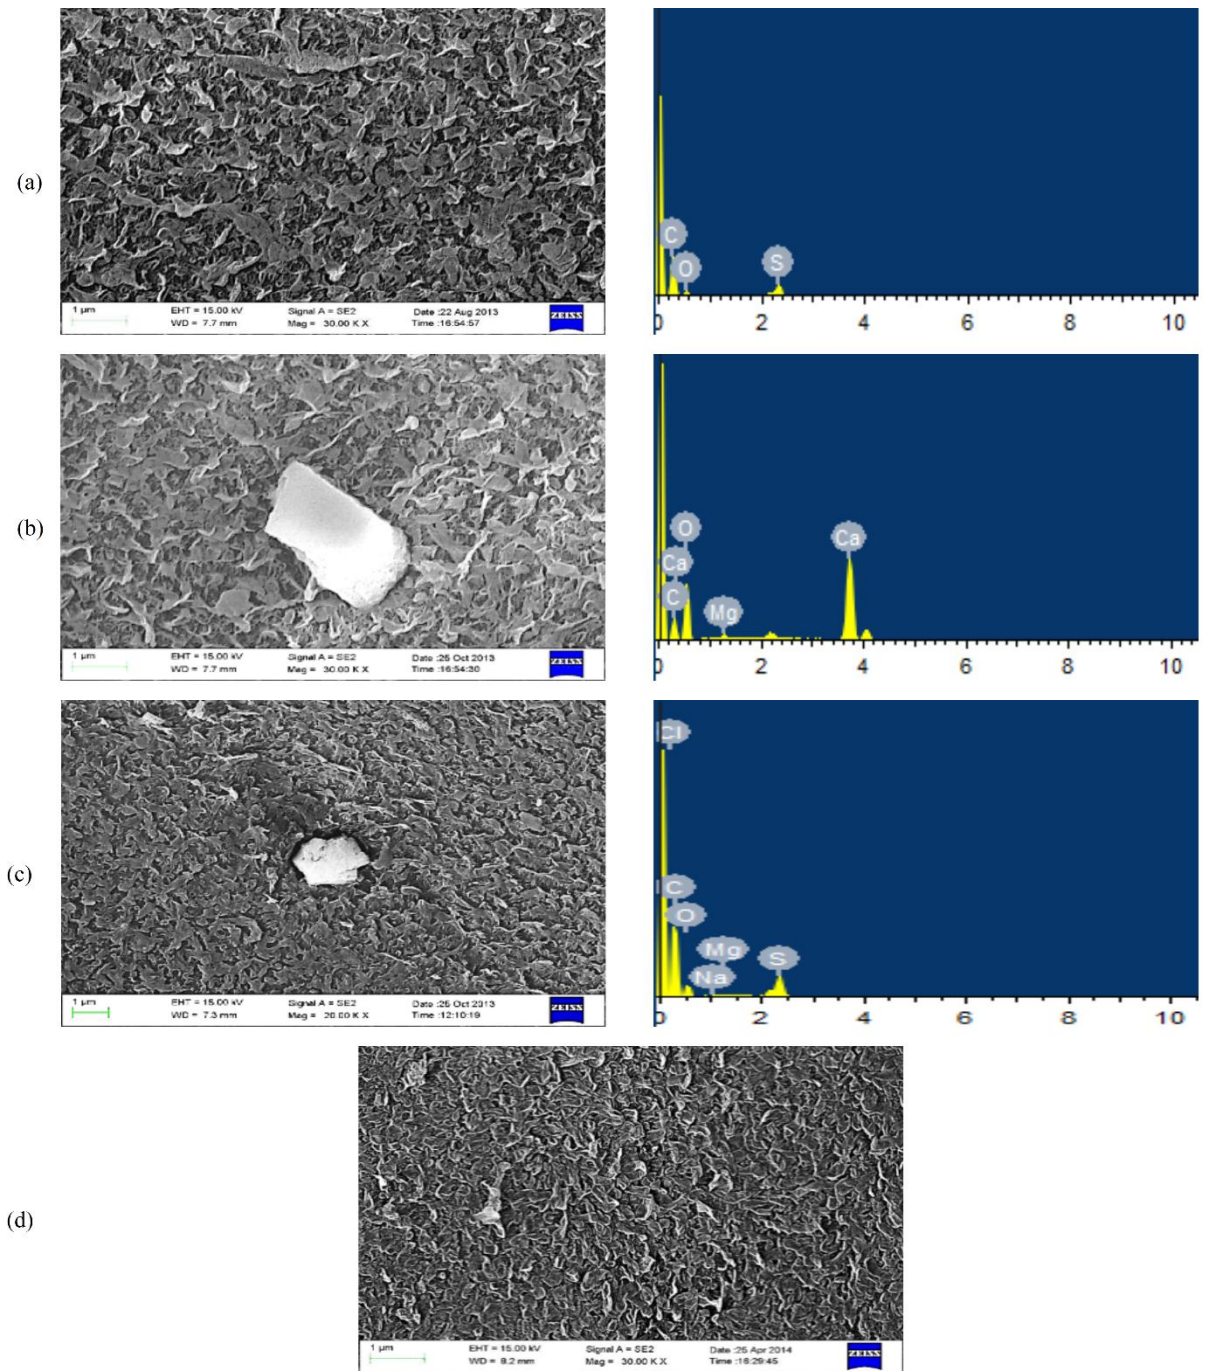 (a)
1 µm
EHT = 15.00 kV
WD = 7.7 mm
Signal A = SE2
Mag = 30.00 K X
Date :22 Aug 2013
Time :16:54:57
ZEISS
C
O
S
0 2 4 6 8 10
(b)
1 µm
EHT = 15.00 kV
WD = 7.7 mm
Signal A = SE2
Mag = 30.00 K X
Date :25 Oct 2013
Time :16:54:30
ZEISS
O
Ca
Ca
C
Mg
0 2 4 6 8 10
(c)
1 µm
EHT = 15.00 kV
WD = 7.3 mm
Signal A = SE2
Mag = 20.00 K X
Date :25 Oct 2013
Time :12:10:19
ZEISS
Cl
C
O
Mg
Na
S
0 2 4 6 8 10
(d)
1 µm
EHT = 15.00 kV
WD = 8.2 mm
Signal A = SE2
Mag = 30.00 K X
Date :25 Apr 2014
Time :16:29:45
ZEISS